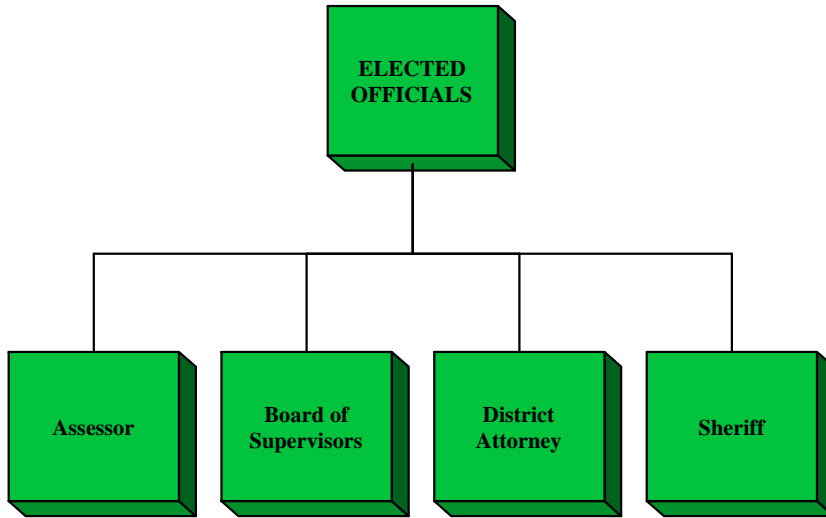 ELECTED
OFFICIALS
Assessor
Board of
Supervisors
District
Attorney
Sheriff